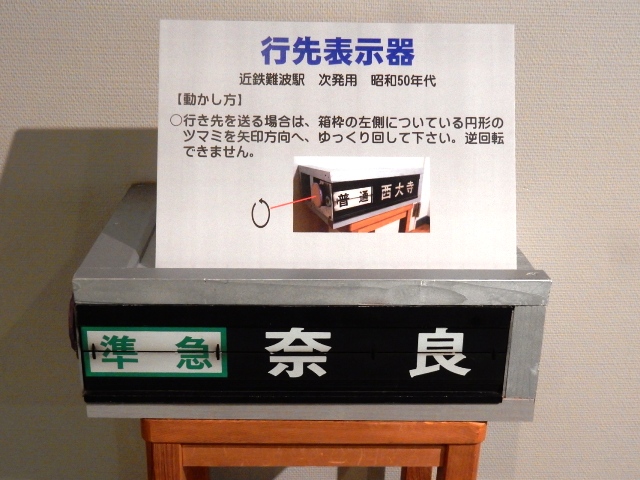 行先表示器
近鉄難波駅　次発用　昭和50年代
【動かし方】
○行き先を送る場合は、箱枠の左側についている円形の
ツマミを矢印方向へ、ゆっくり回して下さい。逆回転
できません。
普通 西大寺
準急 奈良